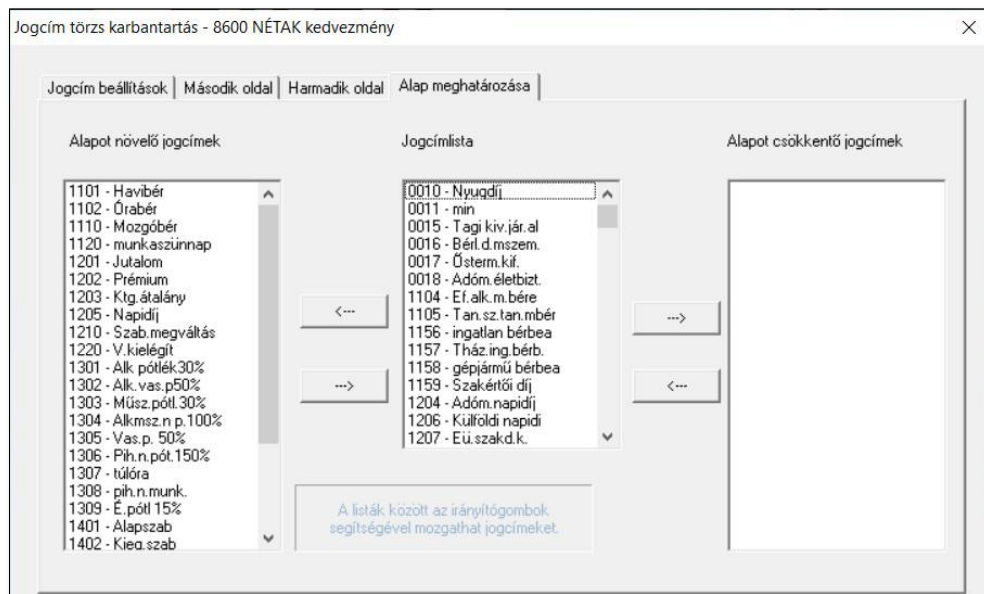 Jogcím törzs karbantartás - 8600 NÉTAK kedvezmény
Jogcím beállítások Második oldal Harmadik oldal Alap meghatározása
Alapot növelő jogcímek
1101 - Havibér
1102 - Órabér
1110 - Mozgóbér
1120 - munkaszünnap
1201 - Jutalom
1202 - Prémium
1203 - Ktg.átalány
1205 - Napidíj
1210 - Szab.megváltás
1220 - V.kielégít
1301 - Alk pótlék30%
1302 - Alk.vas.p50%
1303 - Műsz.pótl.30%
1304 - Alkmsz.n p.100%
1305 - Vas.p. 50%
1306 - Pih.n.pót.150%
1307 - túlóra
1308 - pih.n.munk.
1309 - É.pótl 15%
1401 - Alapszab
1402 - Kieg.szab
<---
--->
Jogcímlista
0010 - Nyugdíj
0011 - min
0015 - Tagi kiv.jár.al
0016 - Bérl.d.mszem.
0017 - Österm.kif.
0018 - Adóm.életbizt.
1104 - Ef.alk.m.bére
1105 - Tan.sz.tan.mbér
1156 - ingatlan bérbea
1157 - Tház.ing.bérb.
1158 - gépjármű bérbea
1159 - Szakértői díj
1204 - Adóm.napidíj
1206 - Külföldi napidi
1207 - Eü.szakd.k.
A listák között az irányítógombok
segítségével mozgathat jogcímeket.
--->
<---
Alapot csökkentő jogcímek